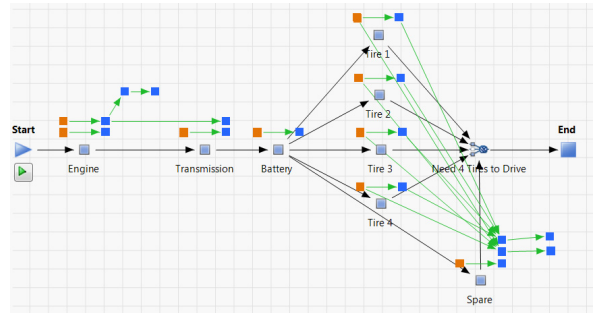 Start
End
Engine
Transmission
Battery
Tire 1
Tire 2
Tire 3
Tire 4
Need 4 Tires to Drive
Spare